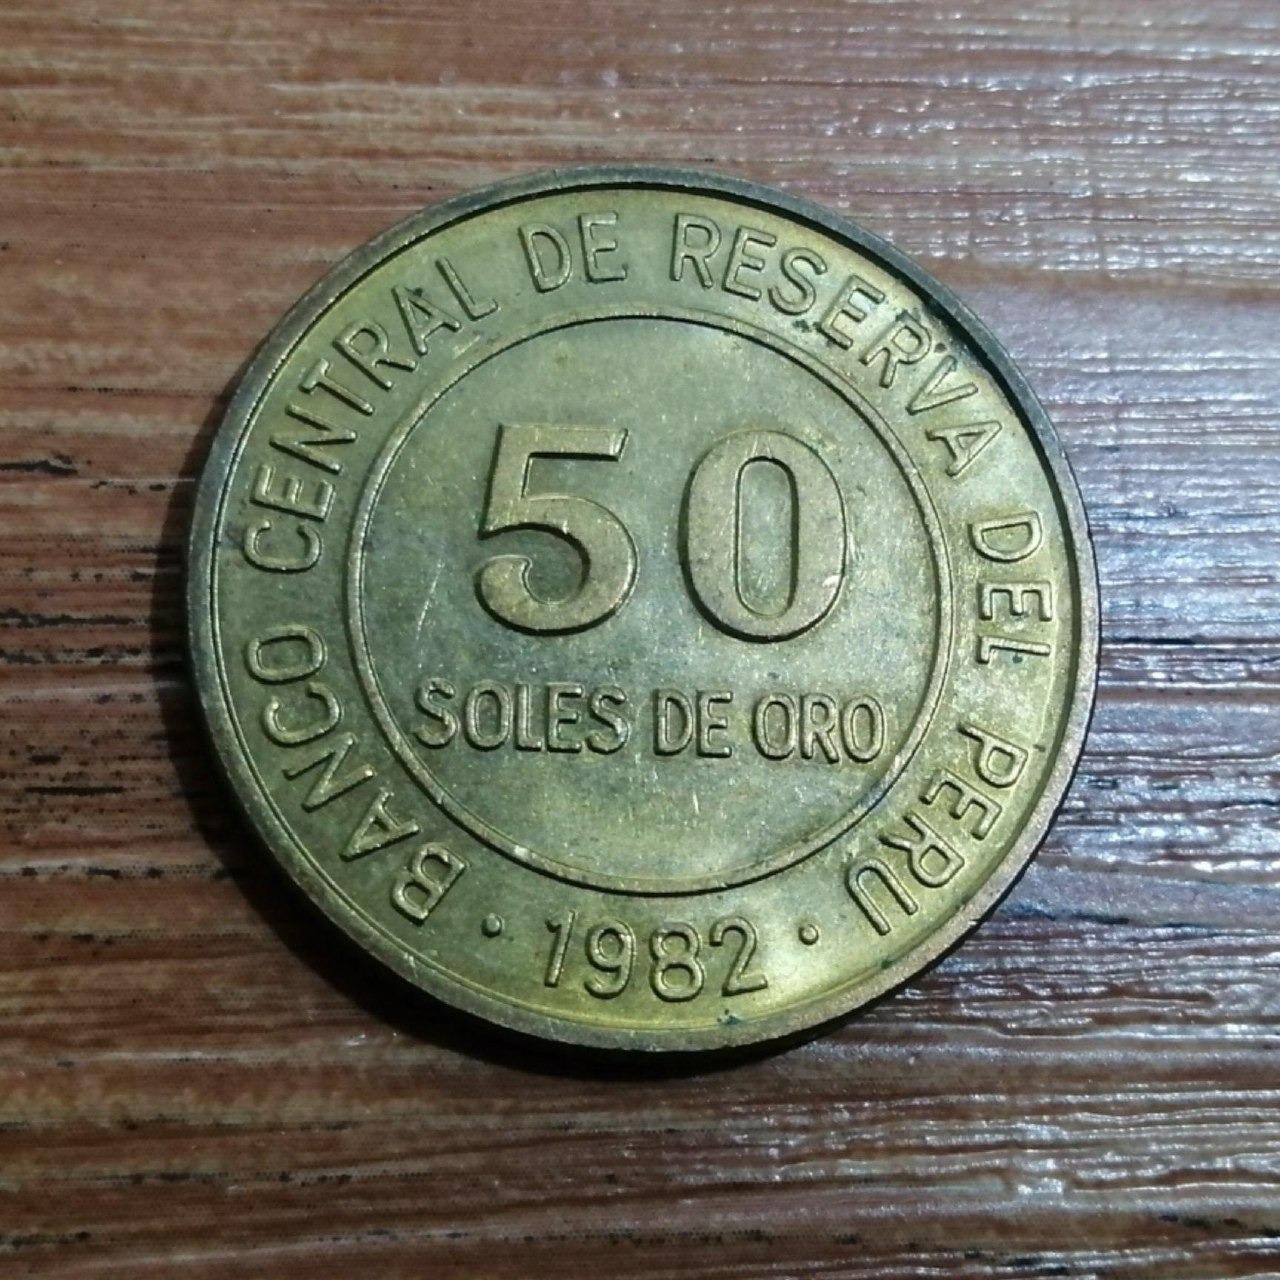 BANCO CENTRAL DE RESERVA DEL PERU
50
SOLES DE ORO
· 1982 ·